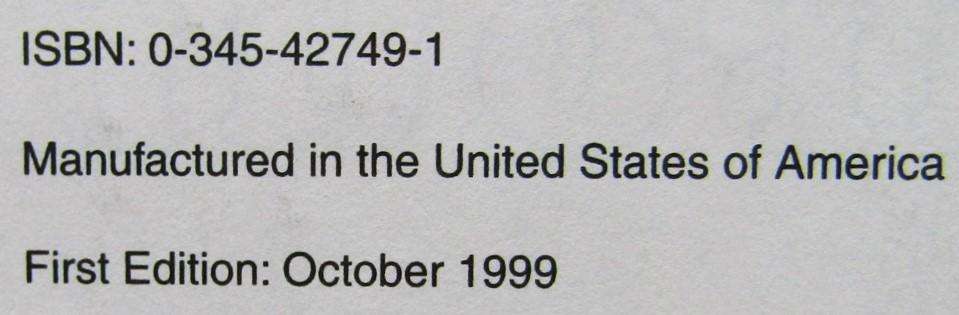 ISBN: 0-345-42749-1
Manufactured in the United States of America
First Edition: October 1999